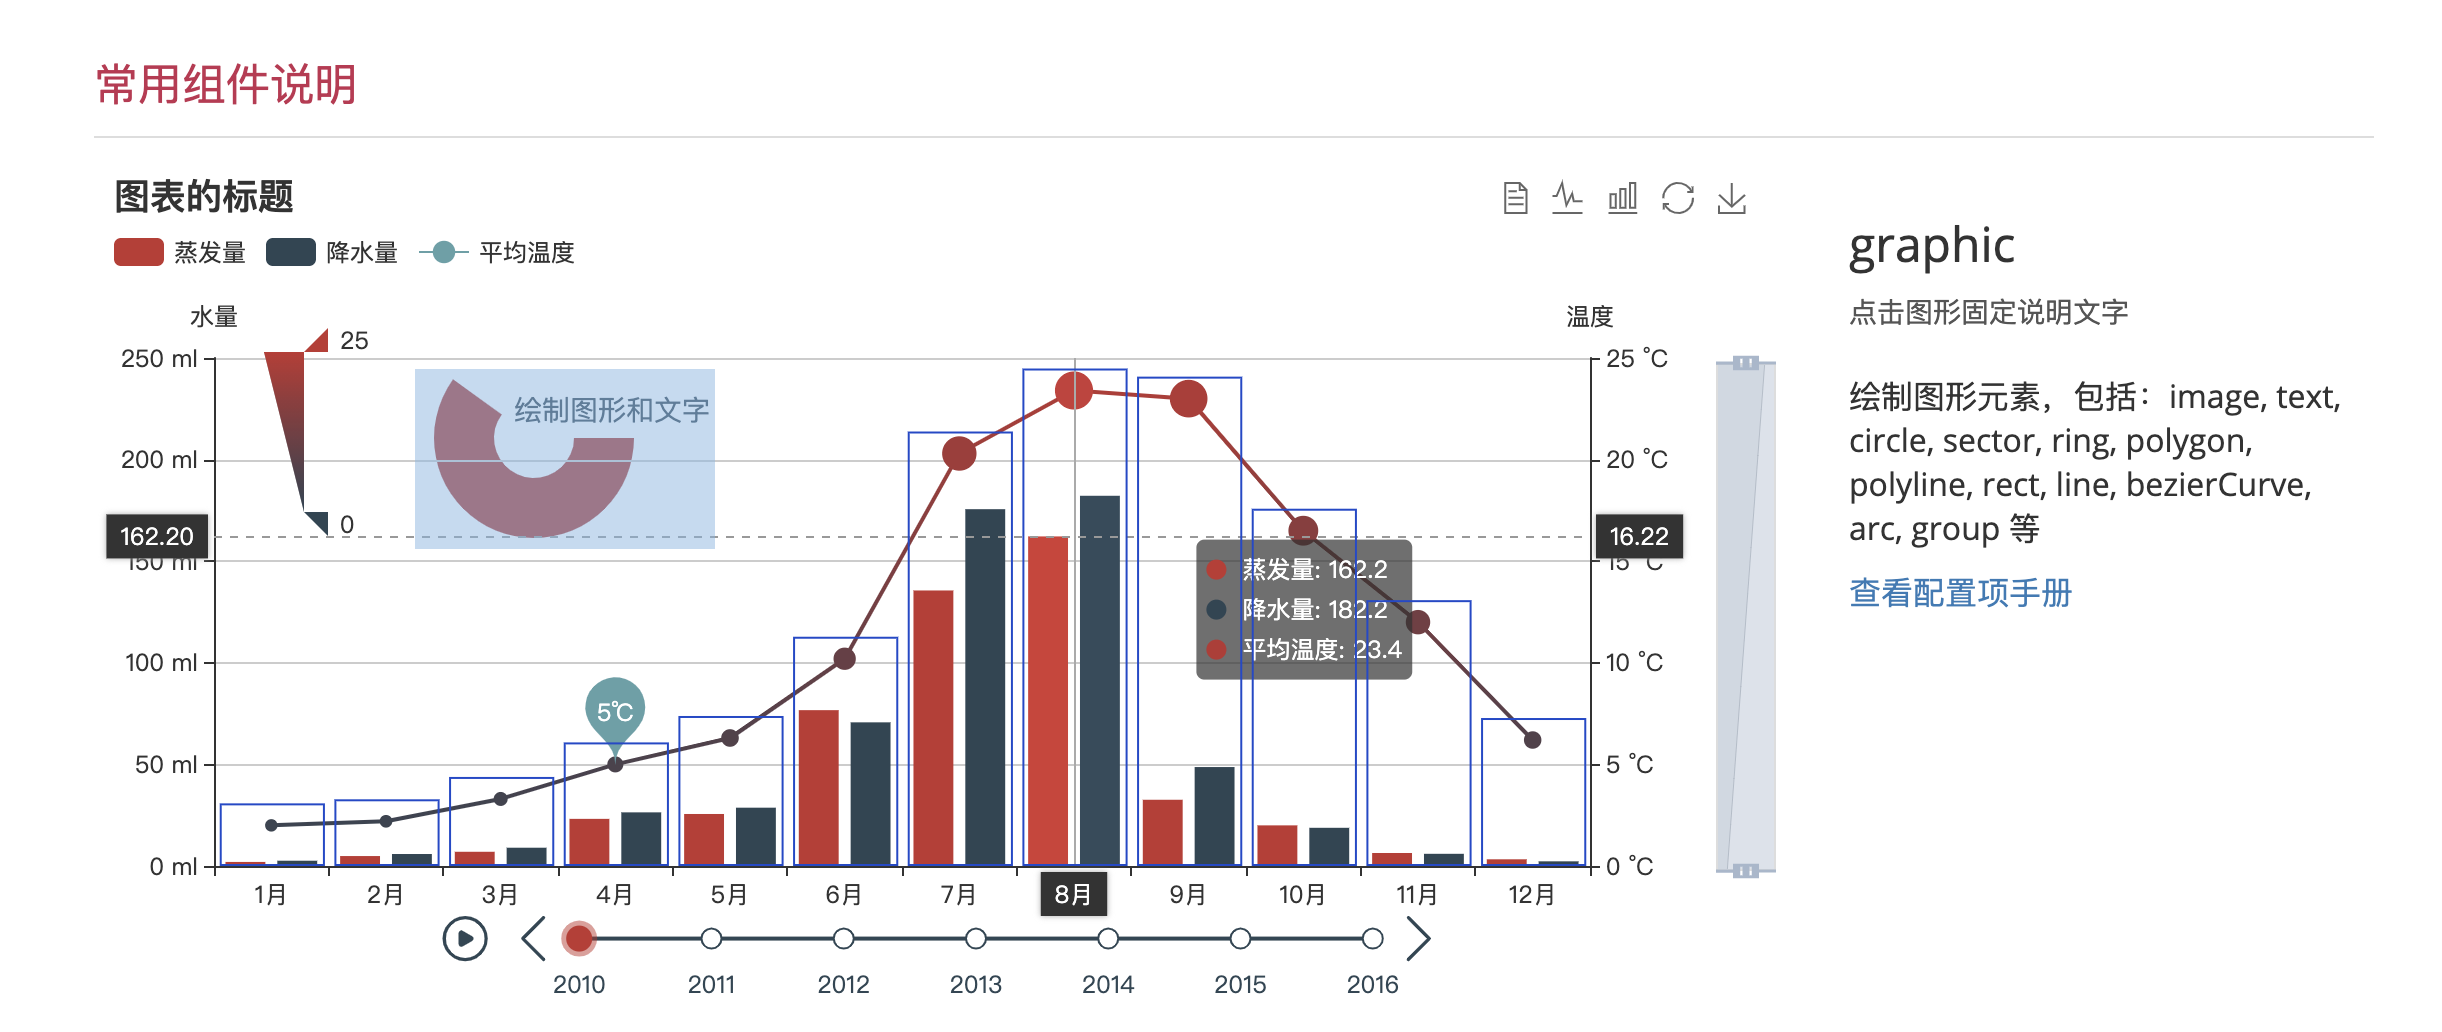 常用组件说明
图表的标题
蒸发量 降水量 平均温度
水量 温度
25
0
绘制图形和文字
250 ml
200 ml
162.20
150 ml
100 ml
50 ml
0 ml
25 °C
20 °C
16.22
15 °C
10 °C
5 °C
0 °C
5℃
蒸发量: 162.2
降水量: 182.2
平均温度: 23.4
1月 2月 3月 4月 5月 6月 7月 8月 9月 10月 11月 12月
2010 2011 2012 2013 2014 2015 2016
graphic
点击图形固定说明文字
绘制图形元素，包括：image, text,
circle, sector, ring, polygon,
polyline, rect, line, bezierCurve,
arc, group 等
查看配置项手册